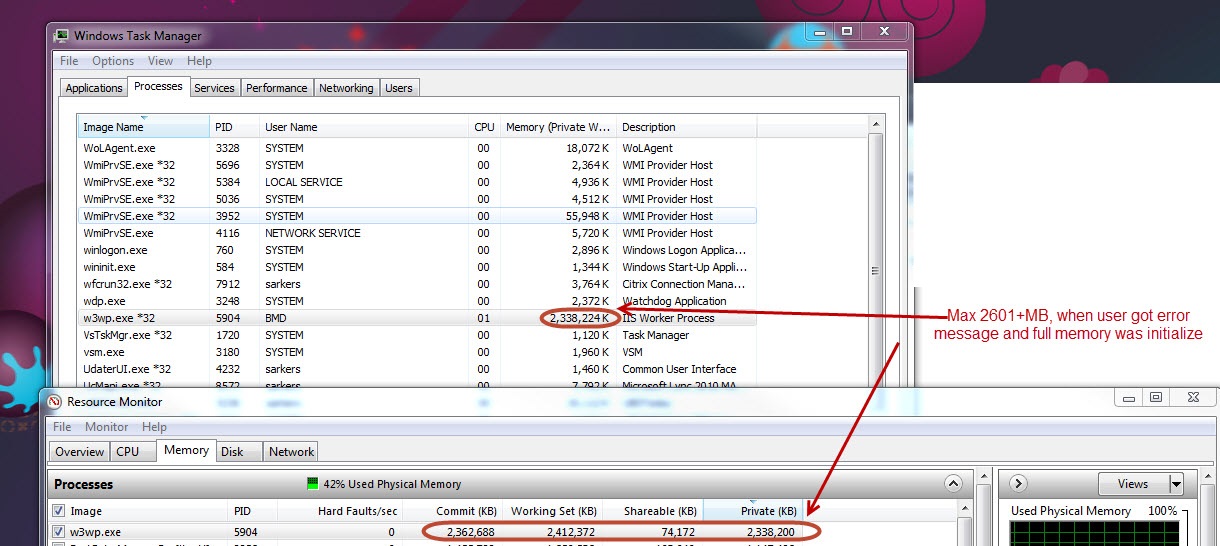 Windows Task Manager
File Options View Help
Applications Processes Services Performance Networking Users
Image Name PID User Name CPU Memory (Private W... Description
WoLAgent.exe 3328 SYSTEM 00 18,072 K WoLAgent
WmiPrvSE.exe *32 5696 SYSTEM 00 2,364 K WMI Provider Host
WmiPrvSE.exe *32 5384 LOCAL SERVICE 00 4,936 K WMI Provider Host
WmiPrvSE.exe *32 5036 SYSTEM 00 4,512 K WMI Provider Host
WmiPrvSE.exe *32 3952 SYSTEM 00 55,948 K WMI Provider Host
WmiPrvSE.exe 4116 NETWORK SERVICE 00 5,720 K WMI Provider Host
winlogon.exe 760 SYSTEM 00 2,896 K Windows Logon Applica...
wininit.exe 584 SYSTEM 00 1,344 K Windows Start-Up Appli...
wfcrun32.exe *32 7912 sarkers 00 3,764 K Citrix Connection Mana...
wdp.exe 3248 SYSTEM 00 2,372 K Watchdog Application
w3wp.exe *32 5904 BMD 01 2,338,224 K IIS Worker Process
VsTskMgr.exe *32 1720 SYSTEM 00 1,120 K Task Manager
vsm.exe 3180 SYSTEM 00 1,960 K VSM
UdaterUI.exe *32 4232 sarkers 00 1,460 K Common User Interface
UcMapi.exe *32 8572 sarkers 00 7,792 K Microsoft Lync 2010 MA
Max 2601+MB, when user got error
message and full memory was initialize
Resource Monitor
File Monitor Help
Overview CPU Memory Disk Network
Processes 42% Used Physical Memory Views
Image PID Hard Faults/sec Commit (KB) Working Set (KB) Shareable (KB) Private (KB) Used Physical Memory 100%
w3wp.exe 5904 0 2,362,688 2,412,372 74,172 2,338,200